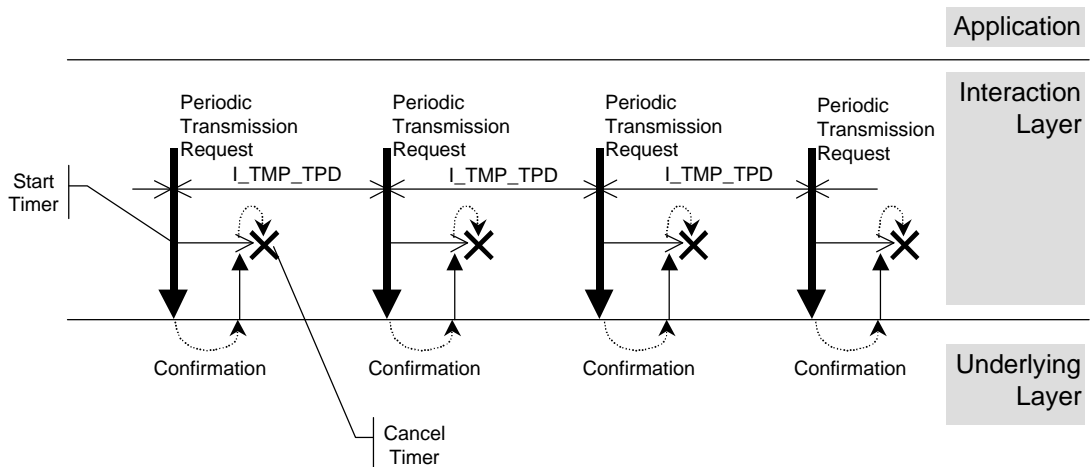 Application
Interaction
Layer
Periodic
Transmission
Request
Periodic
Transmission
Request
Periodic
Transmission
Request
Periodic
Transmission
Request
I_TMP_TPD
I_TMP_TPD
I_TMP_TPD
Start
Timer
Confirmation
Confirmation
Confirmation
Confirmation
Underlying
Layer
Cancel
Timer